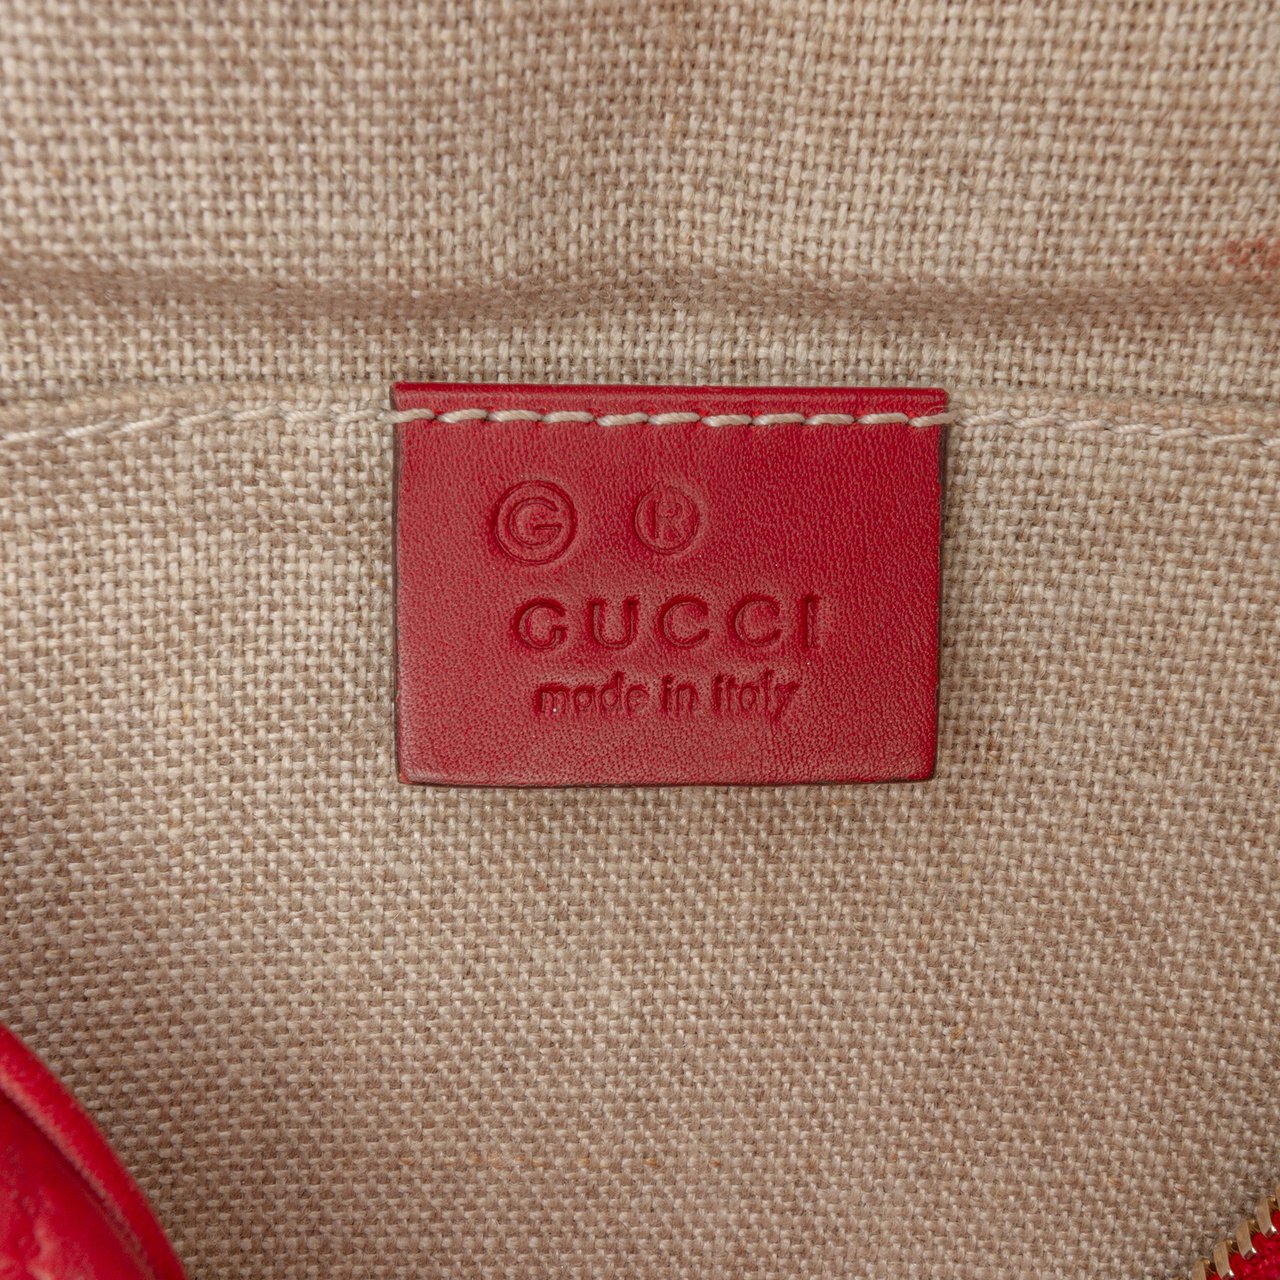 Ⓖ Ⓡ
GUCCI
made in italy